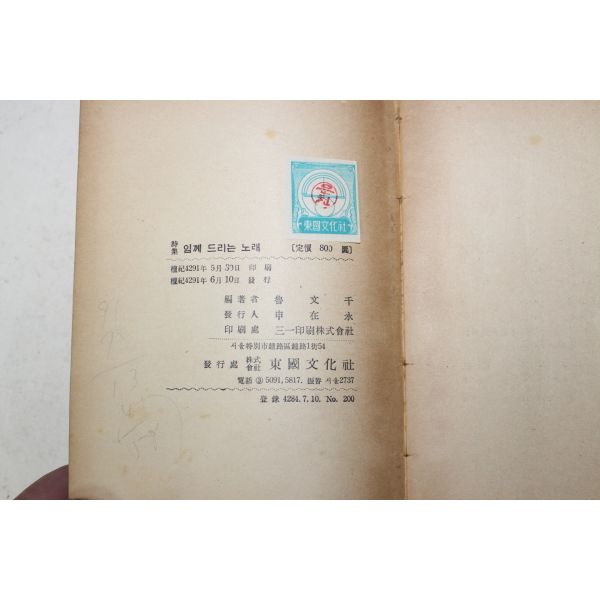 東國文化社
詩集 임께 드리는 노래 [定價 800 圜]
檀紀4291年 5月 30日 印刷
檀紀4291年 6月 10日 發行
編著者 魯文千
發行人 申在永
印刷處 三一印刷株式會社
서울特別市鍾路區鍾路1街54
發行處 株式會社 東國文化社
電話 ③ 5091, 5817. 振替 서울2737
登錄 4284. 7. 10. No. 200